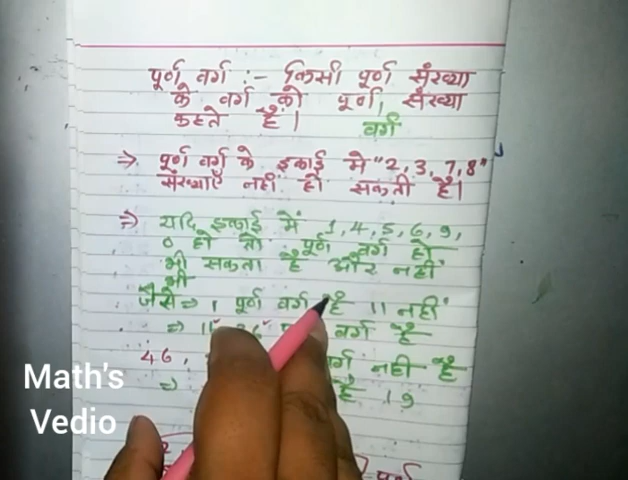 पूर्ण वर्ग :- किसी पूर्ण संख्या
के वर्ग को पूर्ण, संख्या
कहते हैं। वर्ग
⇒ पूर्ण वर्ग के इकाई में "2, 3, 7, 8"
संख्याएँ नहीं हो सकती है।
⇒ यदि इकाई में 1, 4, 5, 6, 9,
0 हो तो पूर्ण वर्ग हो
भी सकता है और नहीं
भी
जैसे ⇒ 1 पूर्ण वर्ग है 11 नहीं
⇒ वर्ग है
46, नहीं है
⇒ है 19
Math's
Vedio